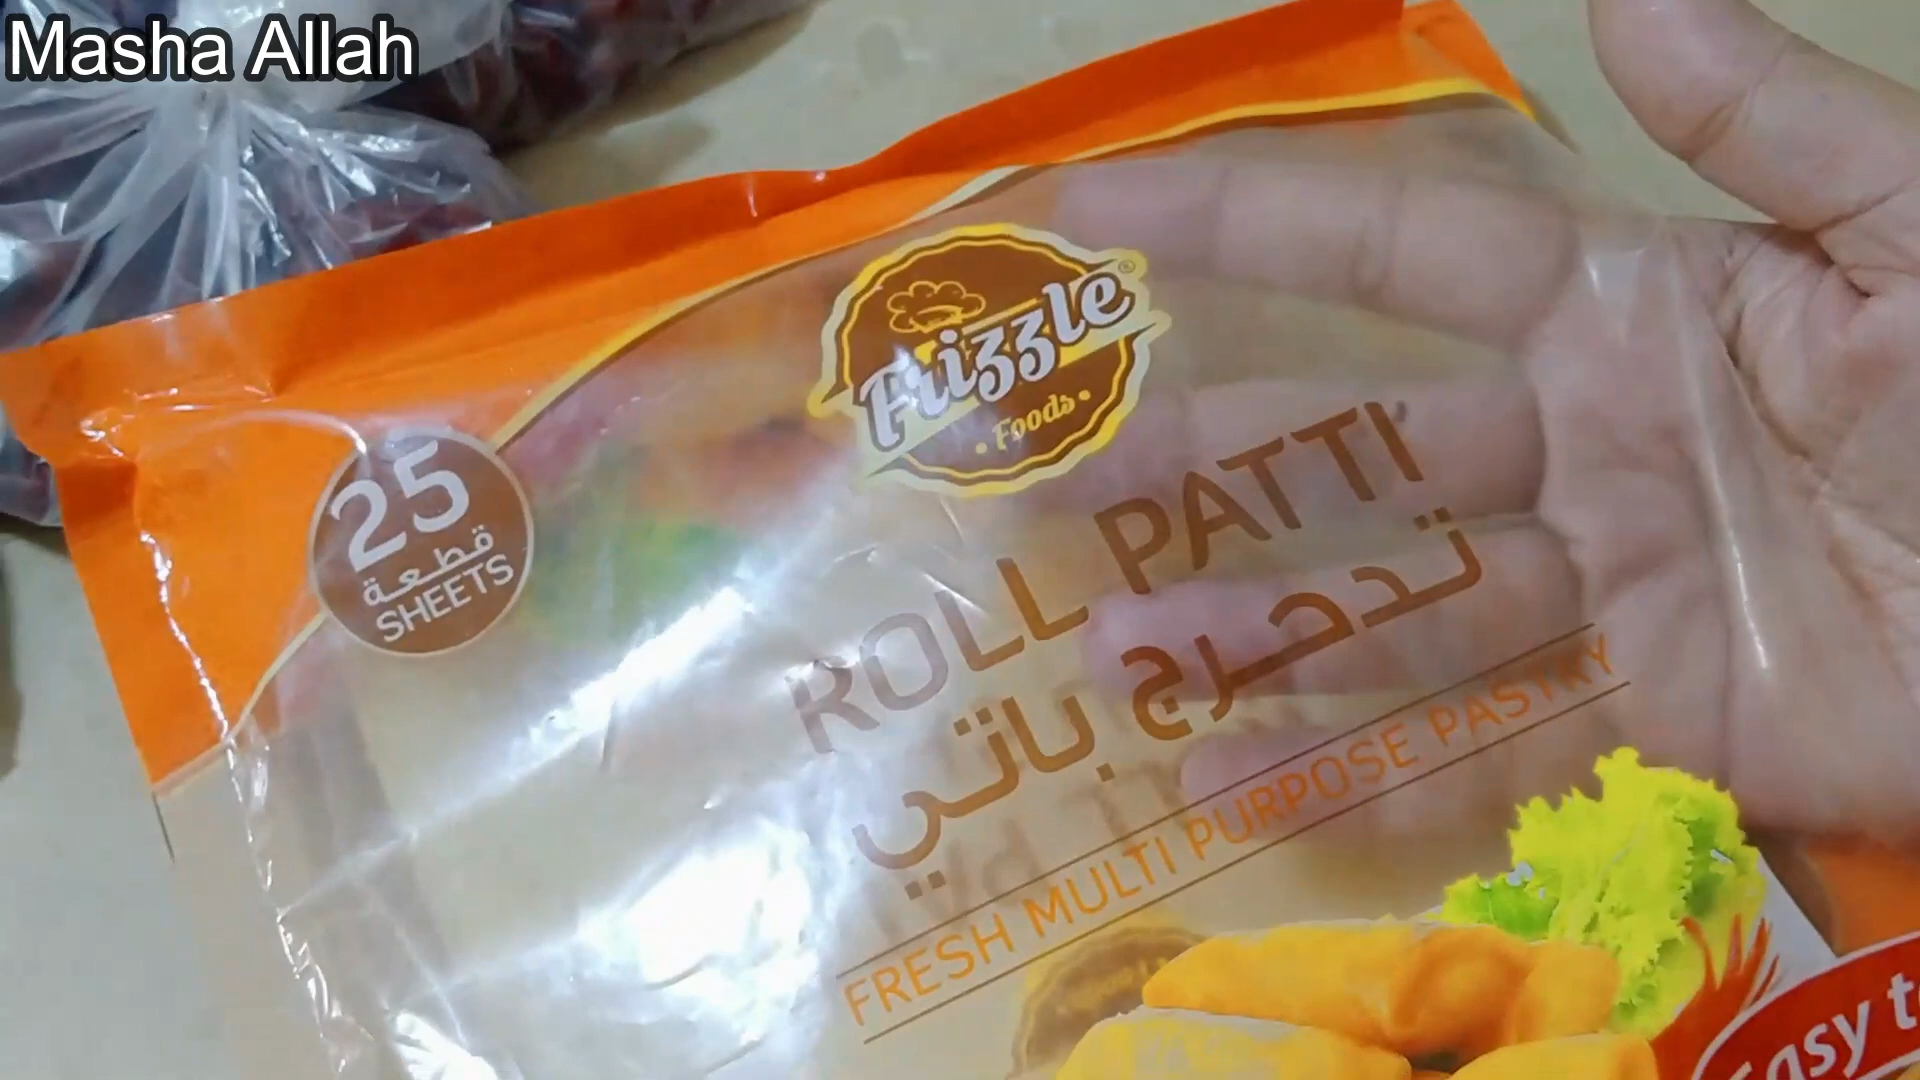 Masha Allah
Frizzle
Foods
25
قطعة
SHEETS
ROLL PATTI
تدحرج باتي
FRESH MULTI PURPOSE PASTRY
Easy t